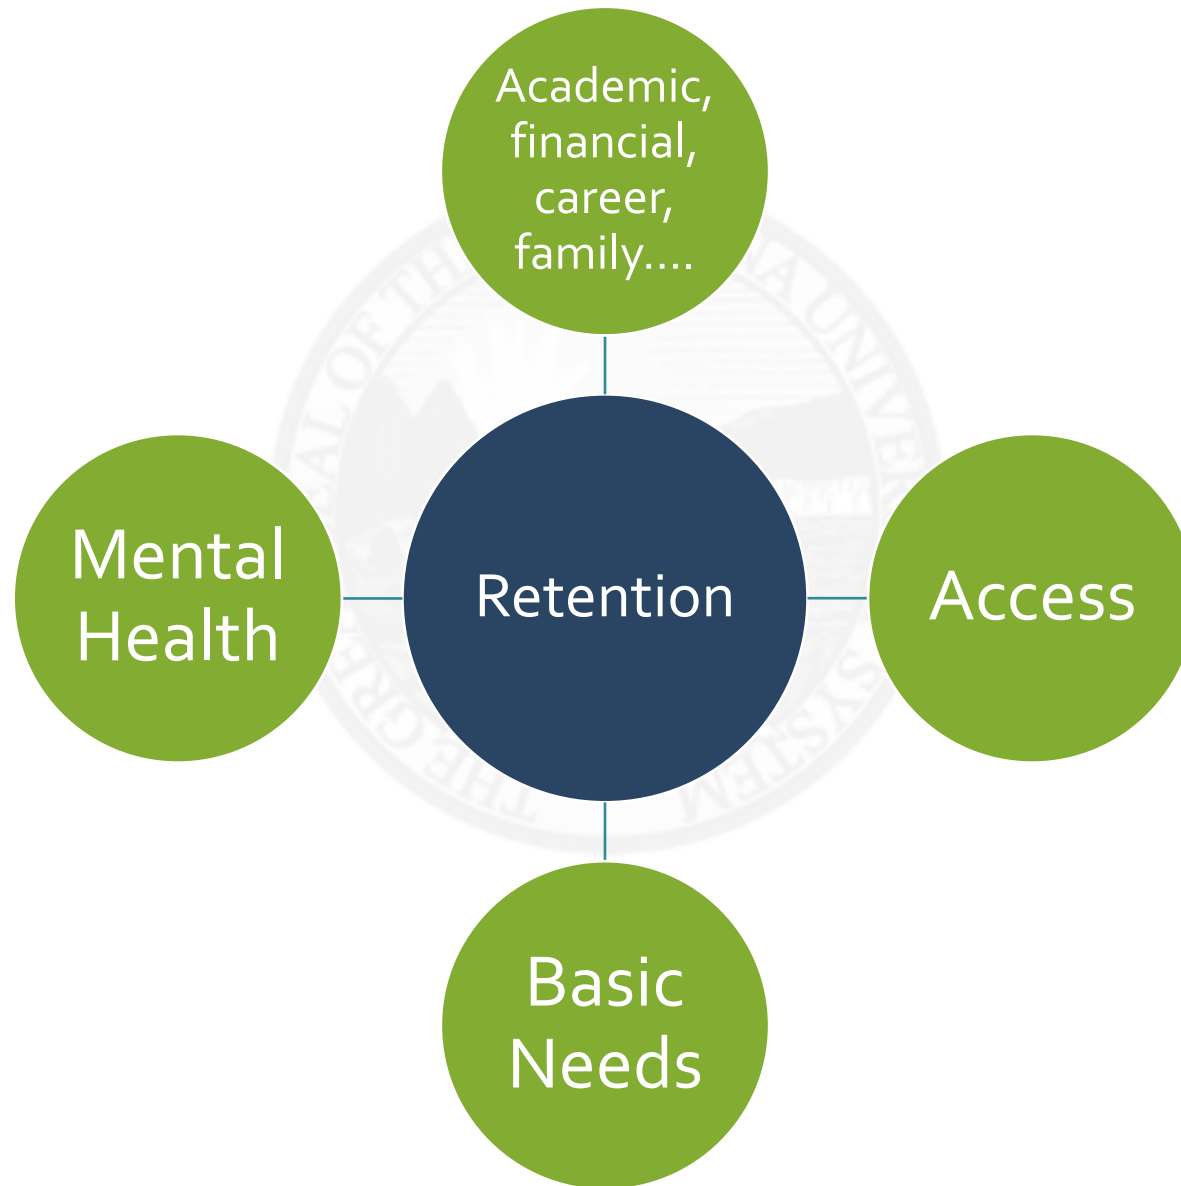 Academic,
financial,
career,
family....
Mental
Health
Retention
Access
Basic
Needs